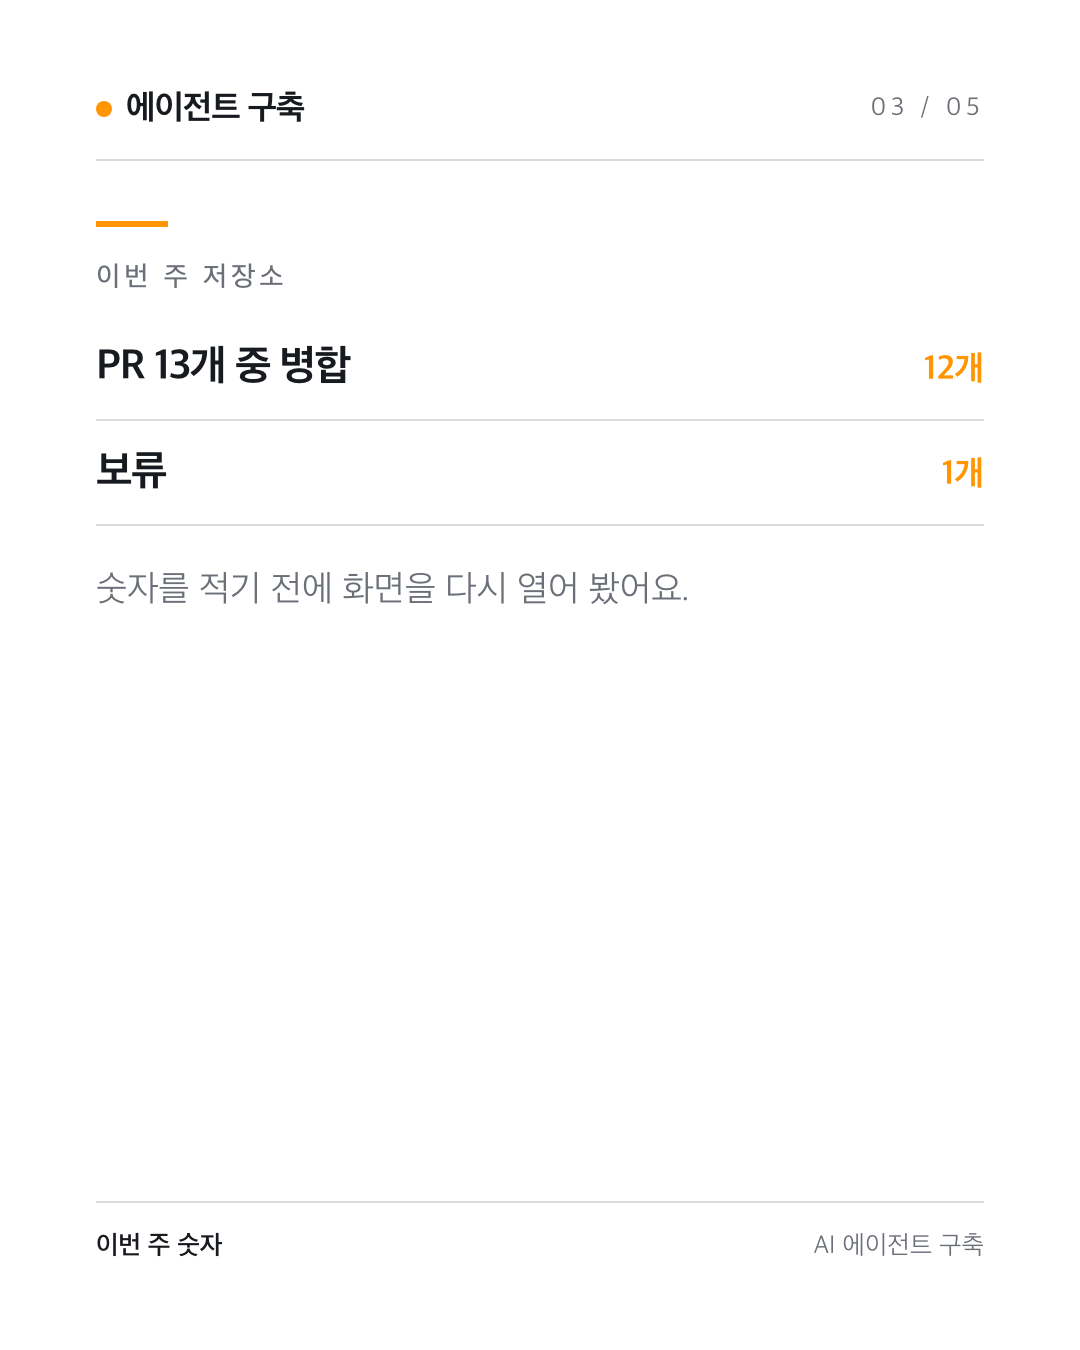 에이전트 구축
03 / 05
이번 주 저장소
PR 13개 중 병합
12개
보류
1개
숫자를 적기 전에 화면을 다시 열어 봤어요.
이번 주 숫자
AI 에이전트 구축